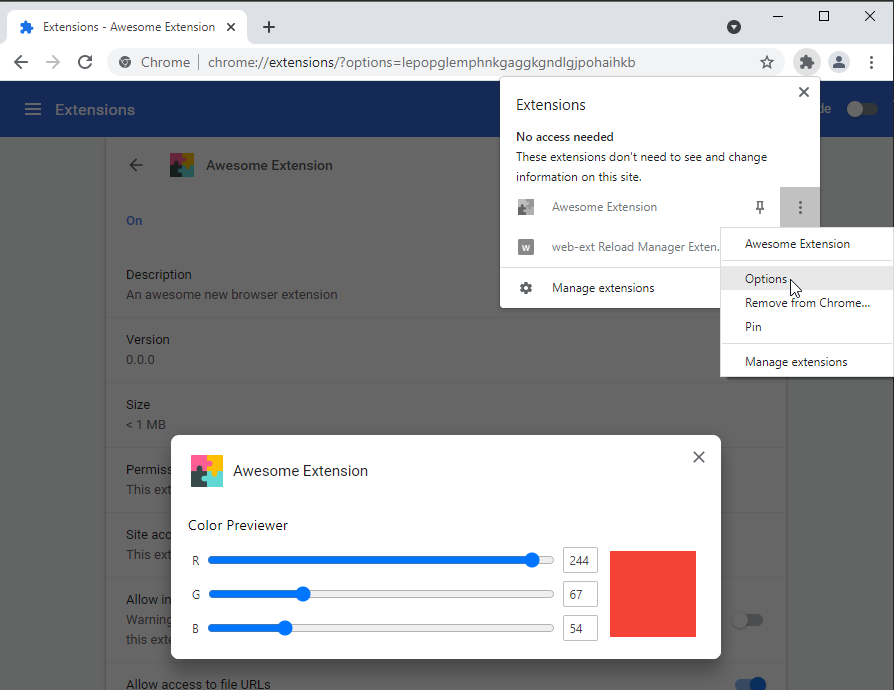 Extensions - Awesome Extension
Chrome
chrome://extensions/?options=lepopglemphnkgaggkgndlgjpohaihkb
Extensions
de
Extensions
No access needed
These extensions don't need to see and change
information on this site.
Awesome Extension
W
web-ext Reload Manager Exten.
Manage extensions
Awesome Extension
Options
Remove from Chrome...
Pin
Manage extensions
Awesome Extension
On
Description
An awesome new browser extension
Version
0.0.0
Size
< 1 MB
Permiss
This ext
Site acc
This ext
Allow in
Warning
this exte
Allow access to file URLs
Awesome Extension
Color Previewer
R 244
G 67
B 54